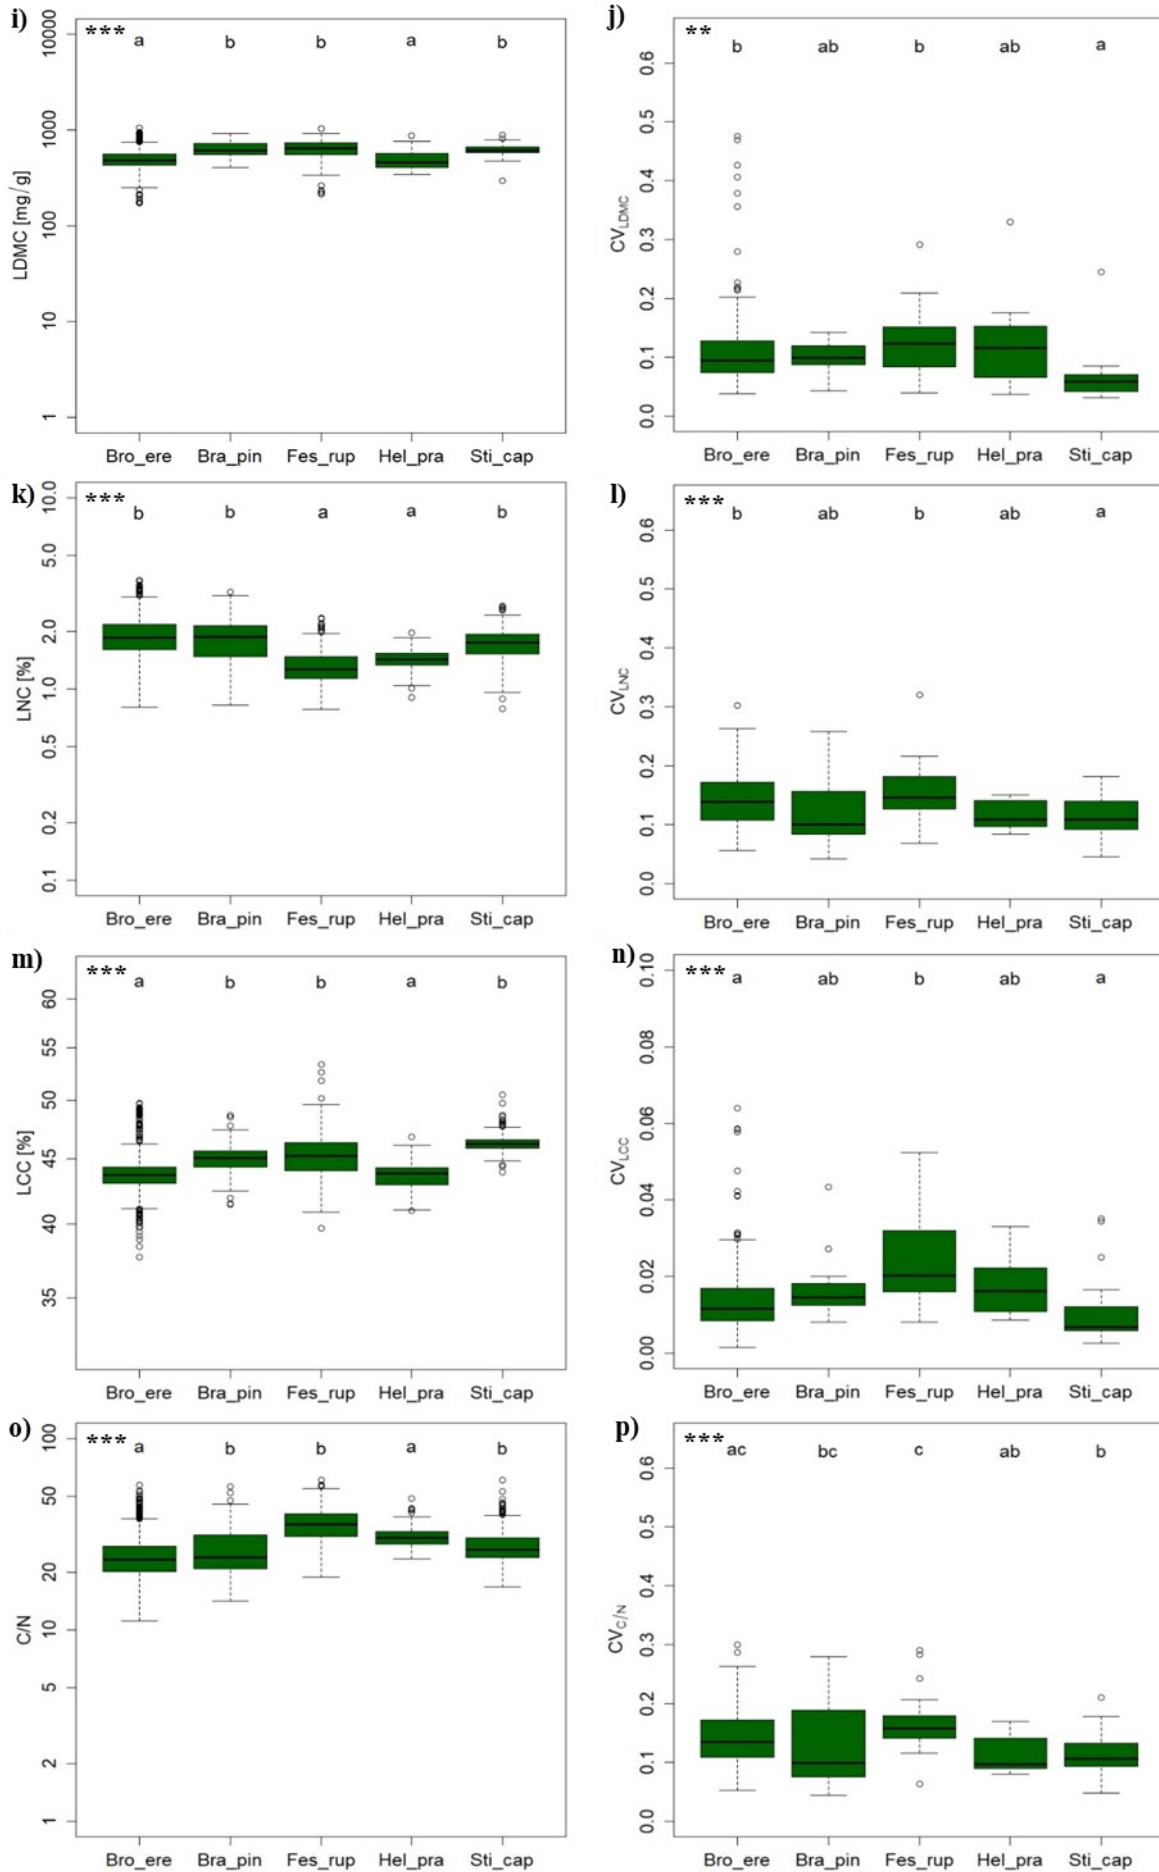 i)
***
a b b a b
10000
1000
100
10
1
LDMC [mg/g]
Bro_ere Bra_pin Fes_rup Hel_pra Sti_cap
j)
**
b ab b ab a
0.6
0.5
0.4
0.3
0.2
0.1
0.0
CVLDMC
Bro_ere Bra_pin Fes_rup Hel_pra Sti_cap
k)
***
b b a a b
10.0
5.0
2.0
1.0
0.5
0.2
0.1
LNC [%]
Bro_ere Bra_pin Fes_rup Hel_pra Sti_cap
l)
***
b ab b ab a
0.6
0.5
0.4
0.3
0.2
0.1
0.0
CVLNC
Bro_ere Bra_pin Fes_rup Hel_pra Sti_cap
m)
***
a b b a b
60
55
50
45
40
35
LCC [%]
Bro_ere Bra_pin Fes_rup Hel_pra Sti_cap
n)
***
a ab b ab a
0.10
0.08
0.06
0.04
0.02
0.00
CVLCC
Bro_ere Bra_pin Fes_rup Hel_pra Sti_cap
o)
***
a b b a b
100
50
20
10
5
2
1
C/N
Bro_ere Bra_pin Fes_rup Hel_pra Sti_cap
p)
***
ac bc c ab b
0.6
0.5
0.4
0.3
0.2
0.1
0.0
CVC/N
Bro_ere Bra_pin Fes_rup Hel_pra Sti_cap